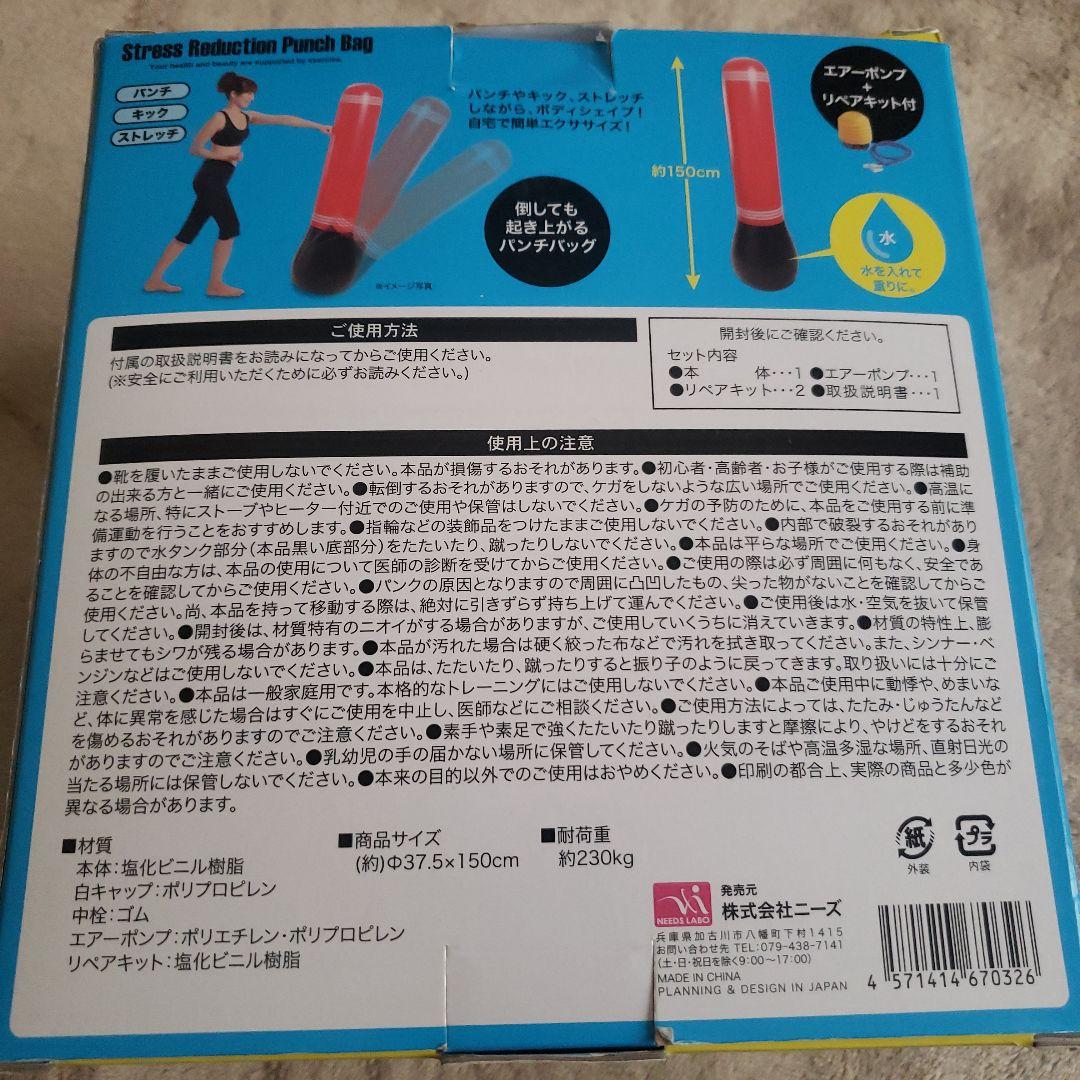 Stress Reduction Punch Bag
Your health and beauty are supported by exercise.
パンチ
キック
ストレッチ
パンチやキック、ストレッチ
しながら、ボディシェイプ!
自宅で簡単エクササイズ!
倒しても
起き上がる
パンチバッグ
※イメージ写真
約150cm
エアーポンプ
+
リペアキット付
水
水を入れて
重りに。
ご使用方法
付属の取扱説明書をお読みになってからご使用ください。
(※安全にご利用いただくために必ずお読みください。)
開封後にご確認ください。
セット内容
●本 体･･･1 ●エアーポンプ･･･1
●リペアキット･･･2 ●取扱説明書･･･1
使用上の注意
●靴を履いたままご使用しないでください。本品が損傷するおそれがあります。●初心者・高齢者・お子様がご使用する際は補助
の出来る方と一緒にご使用ください。●転倒するおそれがありますので、ケガをしないような広い場所でご使用ください。●高温に
なる場所、特にストーブやヒーター付近でのご使用や保管はしないでください。●ケガの予防のために、本品をご使用する前に準
備運動を行うことをおすすめします。●指輪などの装飾品をつけたままご使用しないでください。●内部で破裂するおそれがあり
ますので水タンク部分(本品黒い底部分)をたたいたり、蹴ったりしないでください。●本品は平らな場所でご使用ください。●身
体の不自由な方は、本品の使用について医師の診断を受けてからご使用ください。●ご使用の際は必ず周囲に何もなく、安全であ
ることを確認してからご使用ください。●パンクの原因となりますので周囲に凸凹したもの、尖った物がないことを確認してからご
使用ください。尚、本品を持って移動する際は、絶対に引きずらず持ち上げて運んでください。●ご使用後は水・空気を抜いて保管
してください。●開封後は、材質特有のニオイがする場合がありますが、ご使用していくうちに消えていきます。●材質の特性上、膨
らませてもシワが残る場合があります。●本品が汚れた場合は硬く絞った布などで汚れを拭き取ってください。また、シンナー・ベ
ンジンなどはご使用しないでください。●本品は、たたいたり、蹴ったりすると振り子のように戻ってきます。取り扱いには十分にご
注意ください。●本品は一般家庭用です。本格的なトレーニングにはご使用しないでください。●本品ご使用中に動悸や、めまいな
ど、体に異常を感じた場合はすぐにご使用を中止し、医師などにご相談ください。●ご使用方法によっては、たたみ・じゅうたんなど
を傷めるおそれがありますのでご注意ください。●素手や素足で強くたたいたり蹴ったりしますと摩擦により、やけどをするおそれ
がありますのでご注意ください。●乳幼児の手の届かない場所に保管してください。●火気のそばや高温多湿な場所、直射日光の
当たる場所には保管しないでください。●本来の目的以外でのご使用はおやめください。●印刷の都合上、実際の商品と多少色が
異なる場合があります。
■材質
本体：塩化ビニル樹脂
白キャップ：ポリプロピレン
中栓：ゴム
エアーポンプ：ポリエチレン・ポリプロピレン
リペアキット：塩化ビニル樹脂
■商品サイズ
(約)Φ37.5×150cm
■耐荷重
約230kg
紙
外装
プラ
内袋
NEEDS LABO
発売元
株式会社ニーズ
兵庫県加古川市八幡町下村1415
お問い合わせ先 TEL:079-438-7141
(土・日・祝日を除く9:00〜17:00)
MADE IN CHINA
PLANNING & DESIGN IN JAPAN
4 571414 670326